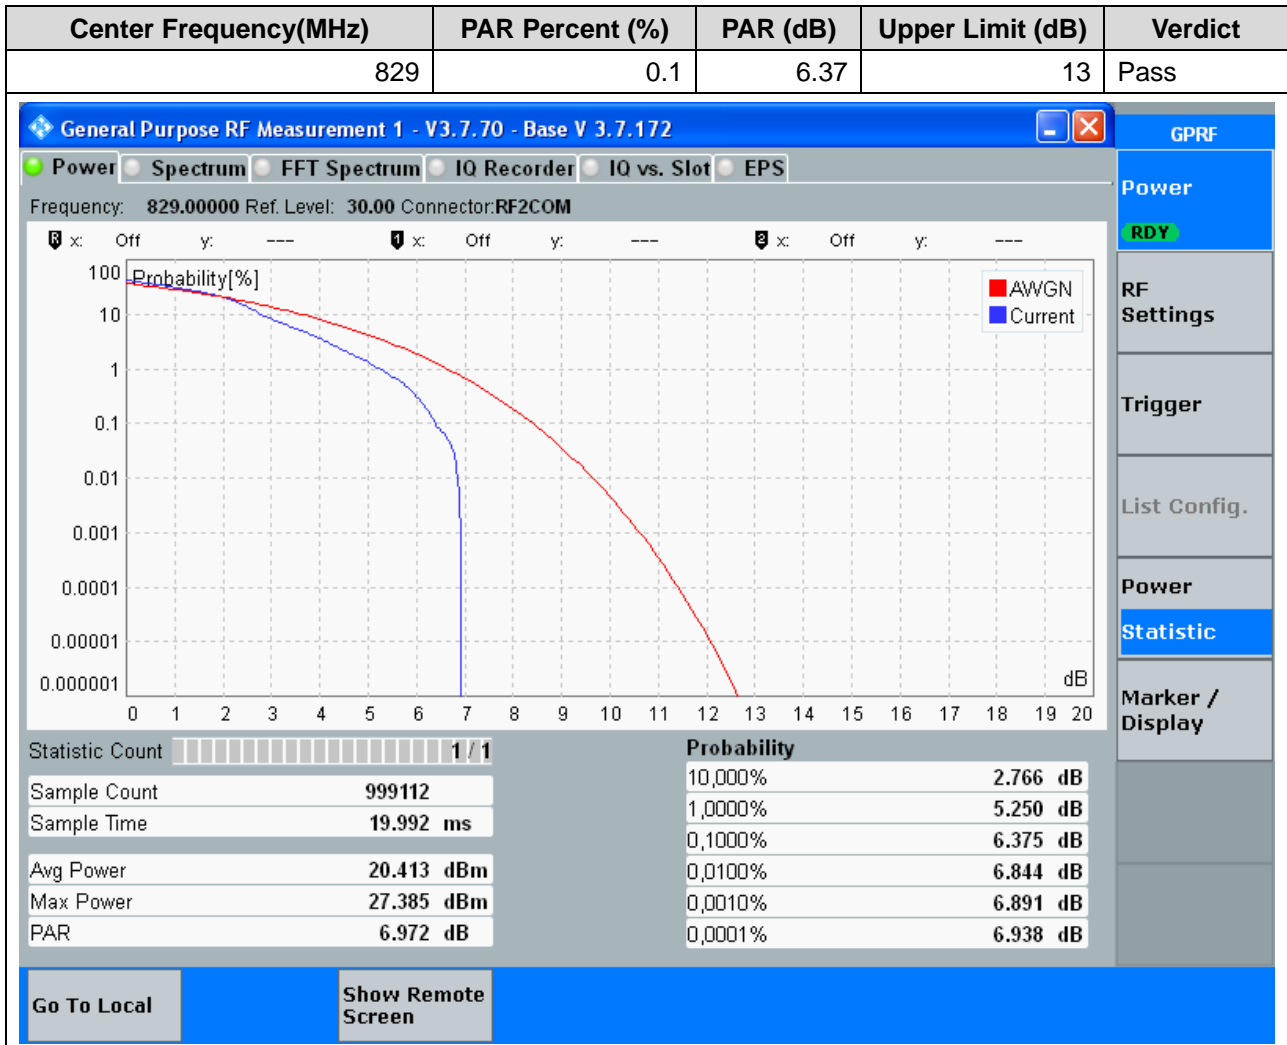 Center Frequency(MHz) PAR Percent (%) PAR (dB) Upper Limit (dB) Verdict
829 0.1 6.37 13 Pass
General Purpose RF Measurement 1 - V3.7.70 - Base V 3.7.172
GPRF
Power Spectrum FFT Spectrum IQ Recorder IQ vs. Slot EPS
Power
RDY
Frequency: 829.00000 Ref. Level: 30.00 Connector:RF2COM
R x: Off y: --- 1 x: Off y: --- 2 x: Off y: ---
Probability[%]
AWGN
Current
100
10
1
0.1
0.01
0.001
0.0001
0.00001
0.000001
dB
0 1 2 3 4 5 6 7 8 9 10 11 12 13 14 15 16 17 18 19 20
RF
Settings
Trigger
List Config.
Power
Statistic
Marker /
Display
Statistic Count 1 / 1
Sample Count 999112
Sample Time 19.992 ms
Avg Power 20.413 dBm
Max Power 27.385 dBm
PAR 6.972 dB
Probability
10,000% 2.766 dB
1,0000% 5.250 dB
0,1000% 6.375 dB
0,0100% 6.844 dB
0,0010% 6.891 dB
0,0001% 6.938 dB
Go To Local
Show Remote
Screen